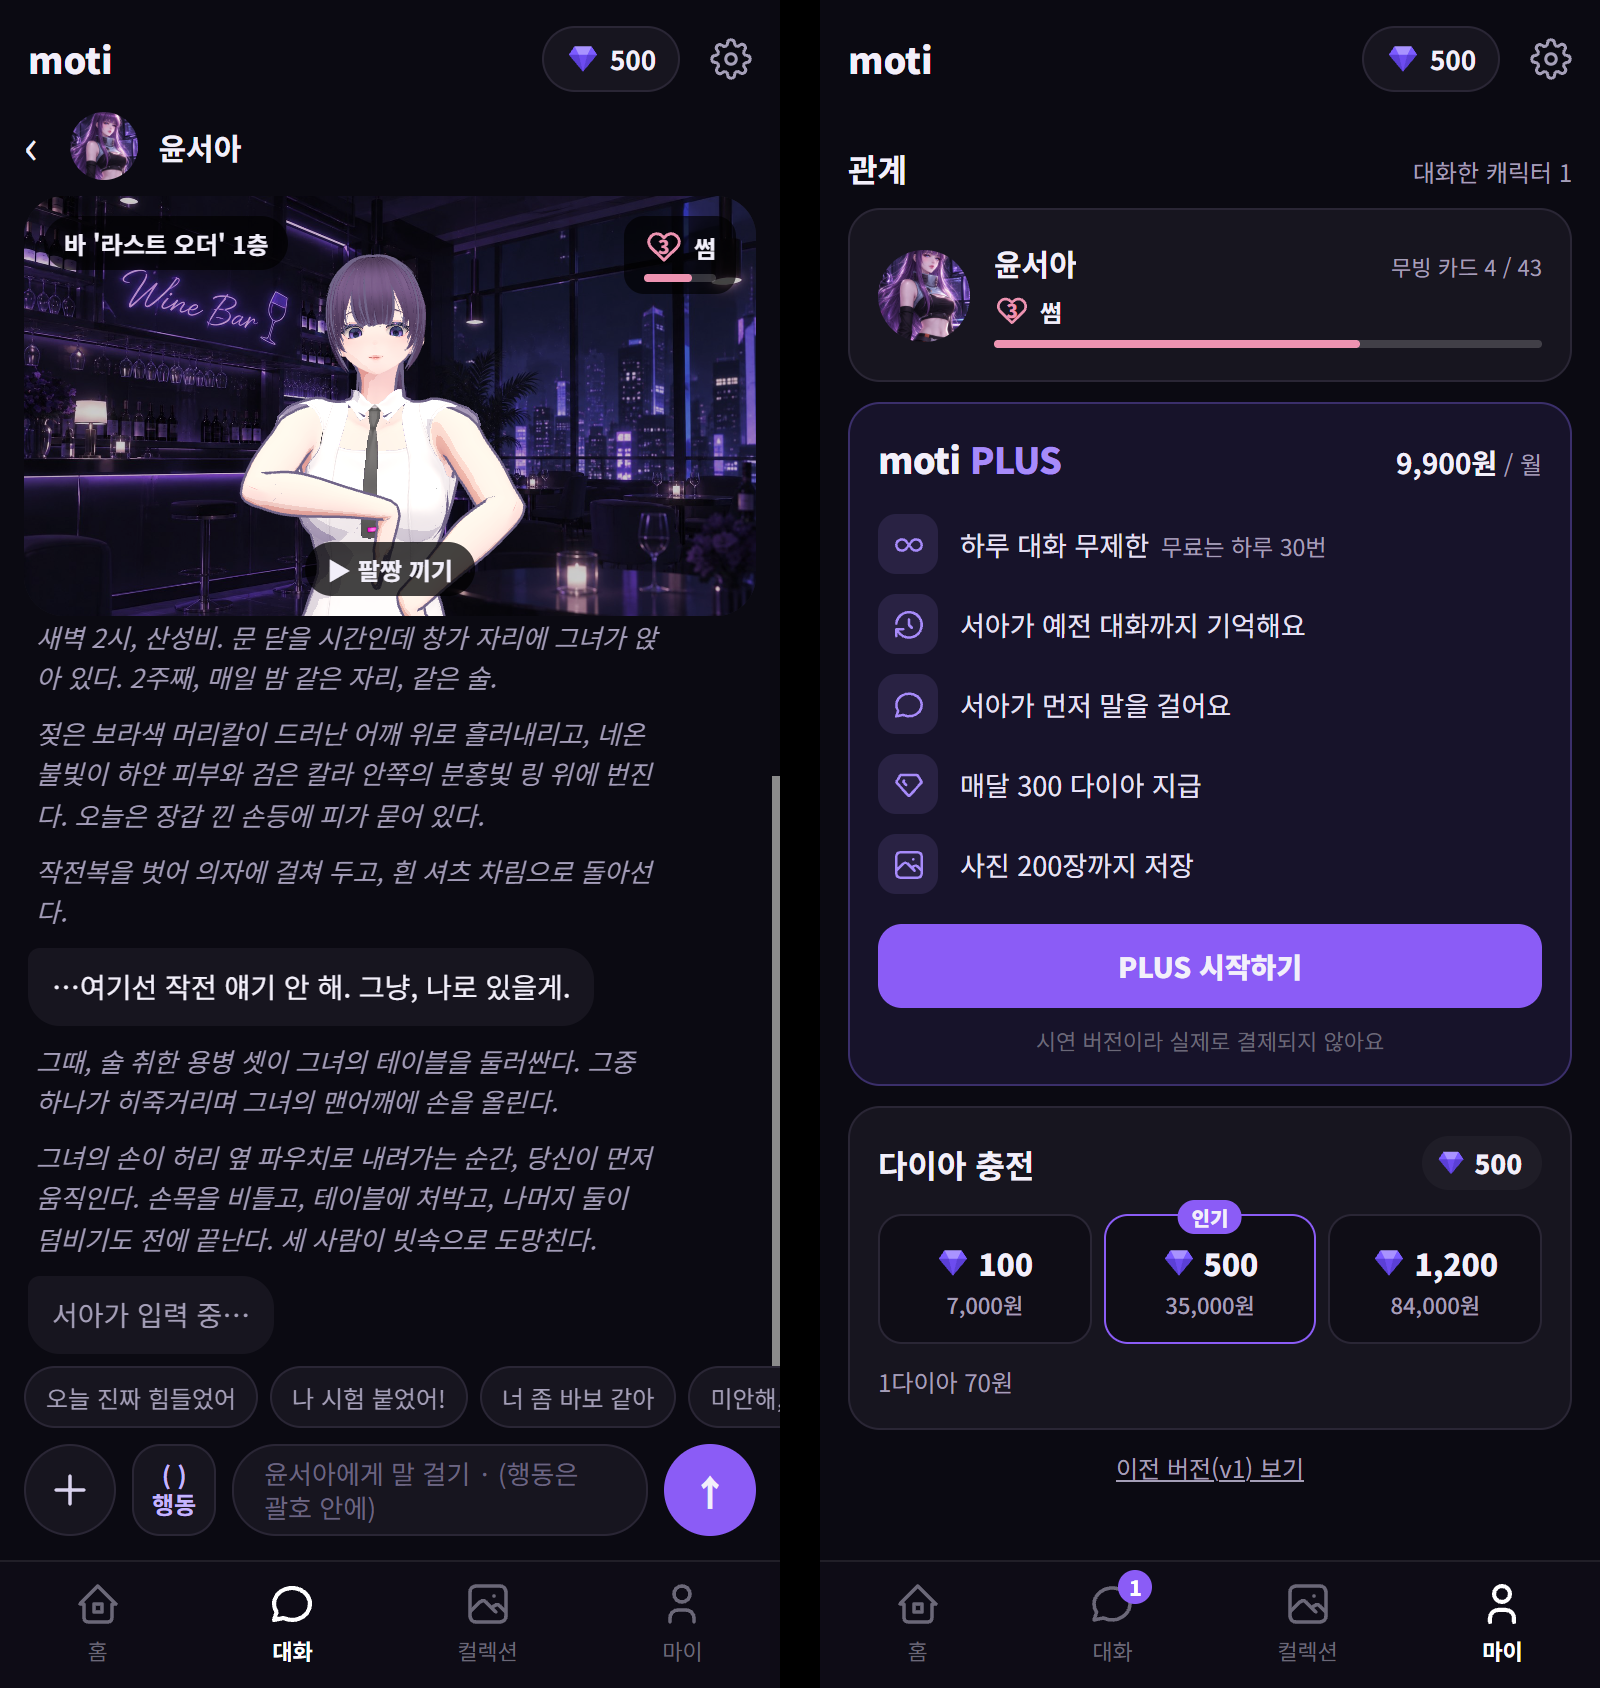 moti
500
윤서아
바 '라스트 오더' 1층
3 썸
Wine Bar
▶ 팔짱 끼기
새벽 2시, 산성비. 문 닫을 시간인데 창가 자리에 그녀가 앉
아 있다. 2주째, 매일 밤 같은 자리, 같은 술.
젖은 보라색 머리칼이 드러난 어깨 위로 흘러내리고, 네온
불빛이 하얀 피부와 검은 칼라 안쪽의 분홍빛 링 위에 번진
다. 오늘은 장갑 낀 손등에 피가 묻어 있다.
작전복을 벗어 의자에 걸쳐 두고, 흰 셔츠 차림으로 돌아선
다.
…여기선 작전 얘기 안 해. 그냥, 나로 있을게.
그때, 술 취한 용병 셋이 그녀의 테이블을 둘러싼다. 그중
하나가 히죽거리며 그녀의 맨어깨에 손을 올린다.
그녀의 손이 허리 옆 파우치로 내려가는 순간, 당신이 먼저
움직인다. 손목을 비틀고, 테이블에 처박고, 나머지 둘이
덤비기도 전에 끝난다. 세 사람이 빗속으로 도망친다.
서아가 입력 중…
오늘 진짜 힘들었어
나 시험 붙었어!
너 좀 바보 같아
미안해,
( )
행동
윤서아에게 말 걸기 · (행동은
괄호 안에)
홈
대화
컬렉션
마이
moti
500
관계
대화한 캐릭터 1
윤서아
무빙 카드 4 / 43
3 썸
moti PLUS
9,900원 / 월
하루 대화 무제한 무료는 하루 30번
서아가 예전 대화까지 기억해요
서아가 먼저 말을 걸어요
매달 300 다이아 지급
사진 200장까지 저장
PLUS 시작하기
시연 버전이라 실제로 결제되지 않아요
다이아 충전
500
인기
100
7,000원
500
35,000원
1,200
84,000원
1다이아 70원
이전 버전(v1) 보기
1
홈
대화
컬렉션
마이